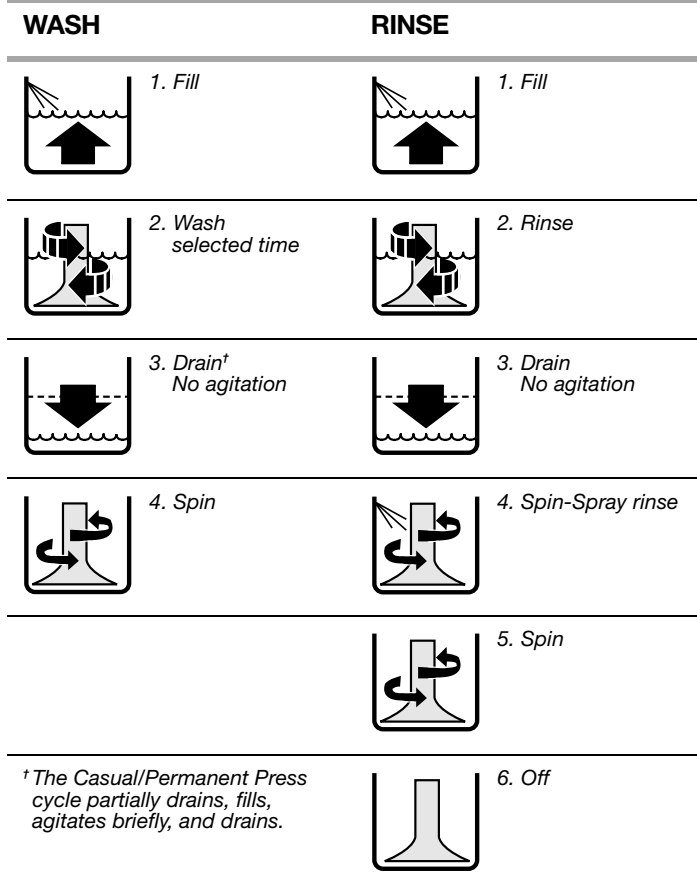 WASH
RINSE
1. Fill
1. Fill
2. Wash
selected time
2. Rinse
3. Drain†
No agitation
3. Drain
No agitation
4. Spin
4. Spin-Spray rinse
5. Spin
†The Casual/Permanent Press
cycle partially drains, fills,
agitates briefly, and drains.
6. Off